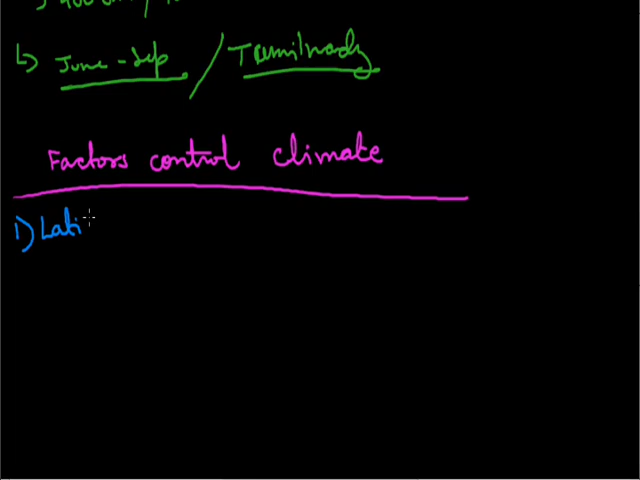 June - Sep / Tamilnadu
Factors control climate
1) Lati